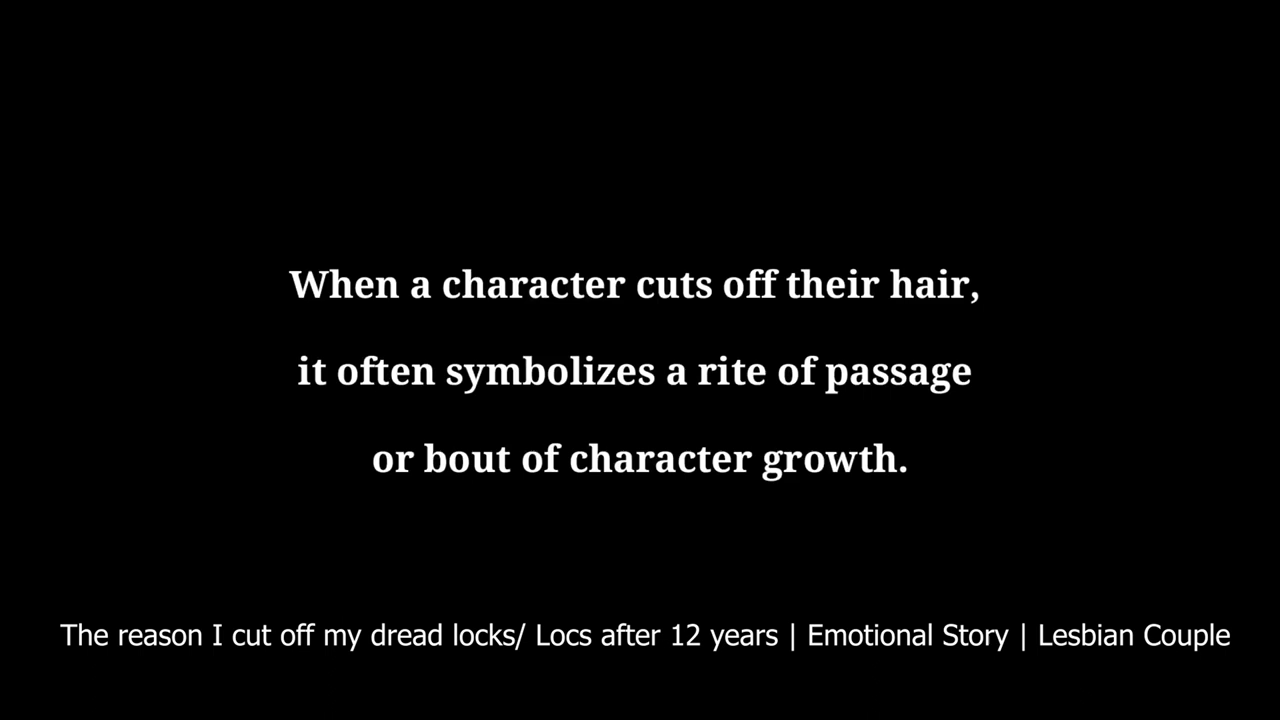 When a character cuts off their hair,
it often symbolizes a rite of passage
or bout of character growth.
The reason I cut off my dread locks/ Locs after 12 years | Emotional Story | Lesbian Couple